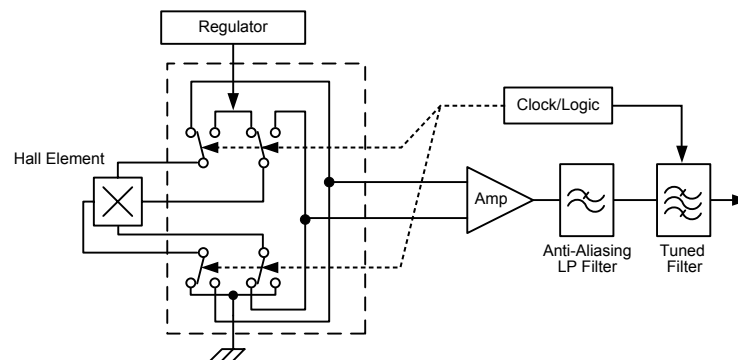 Regulator
Clock/Logic
Hall Element
Amp
Anti-Aliasing
LP Filter
Tuned
Filter